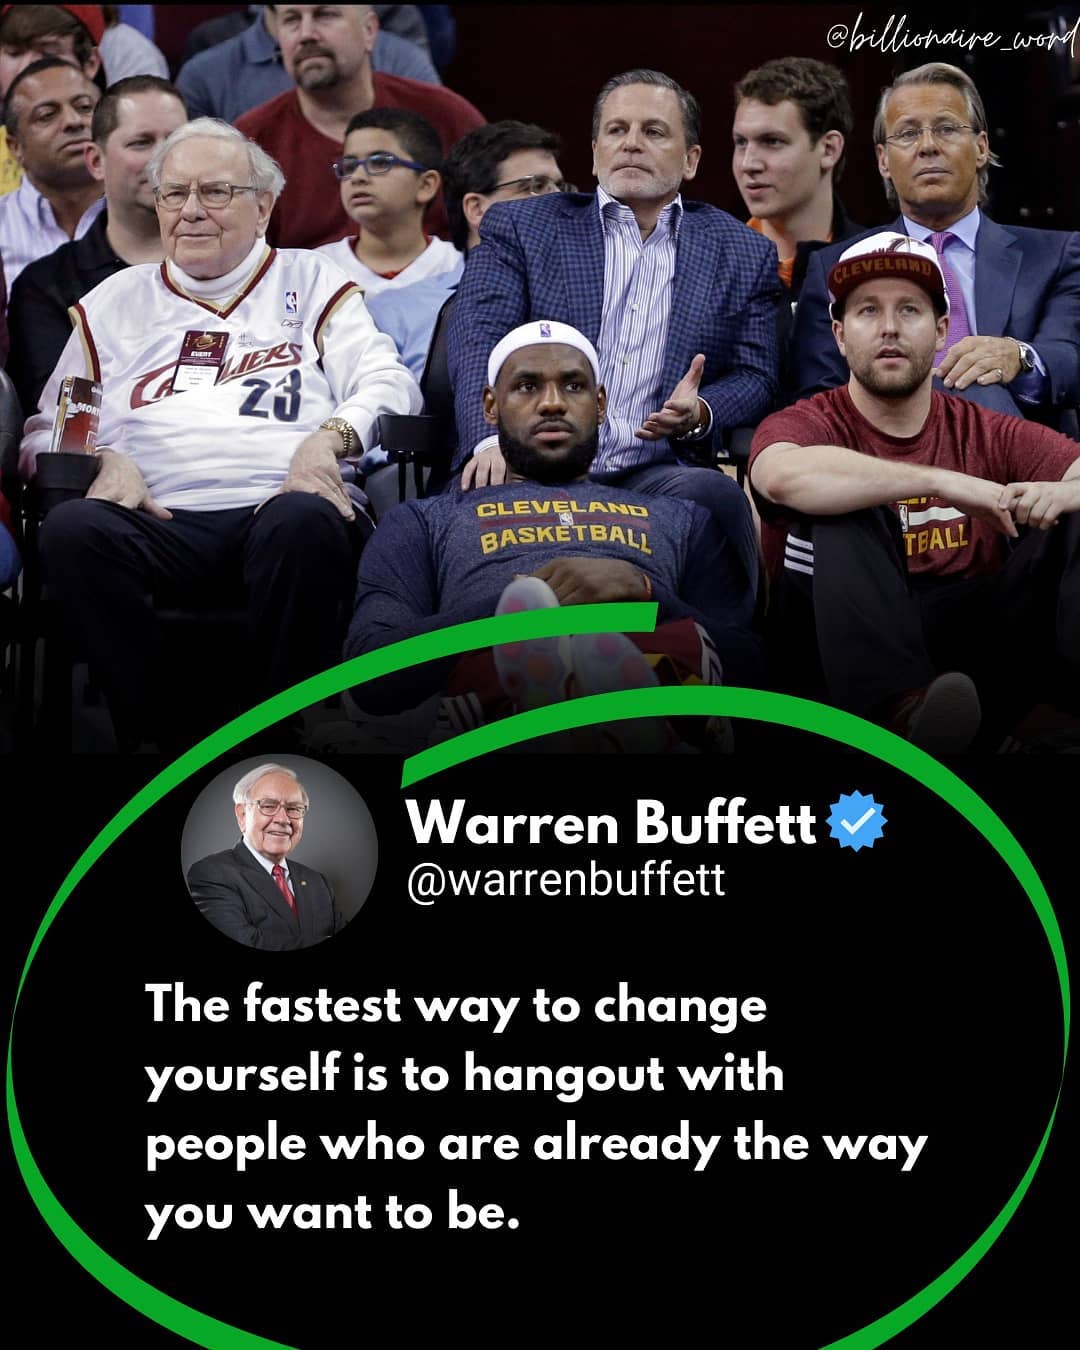 @billionaire_word
CLEVELAND
EVENT
CAVALIERS
23
CLEVELAND
BASKETBALL
TBALL
Warren Buffett
@warrenbuffett
The fastest way to change
yourself is to hangout with
people who are already the way
you want to be.